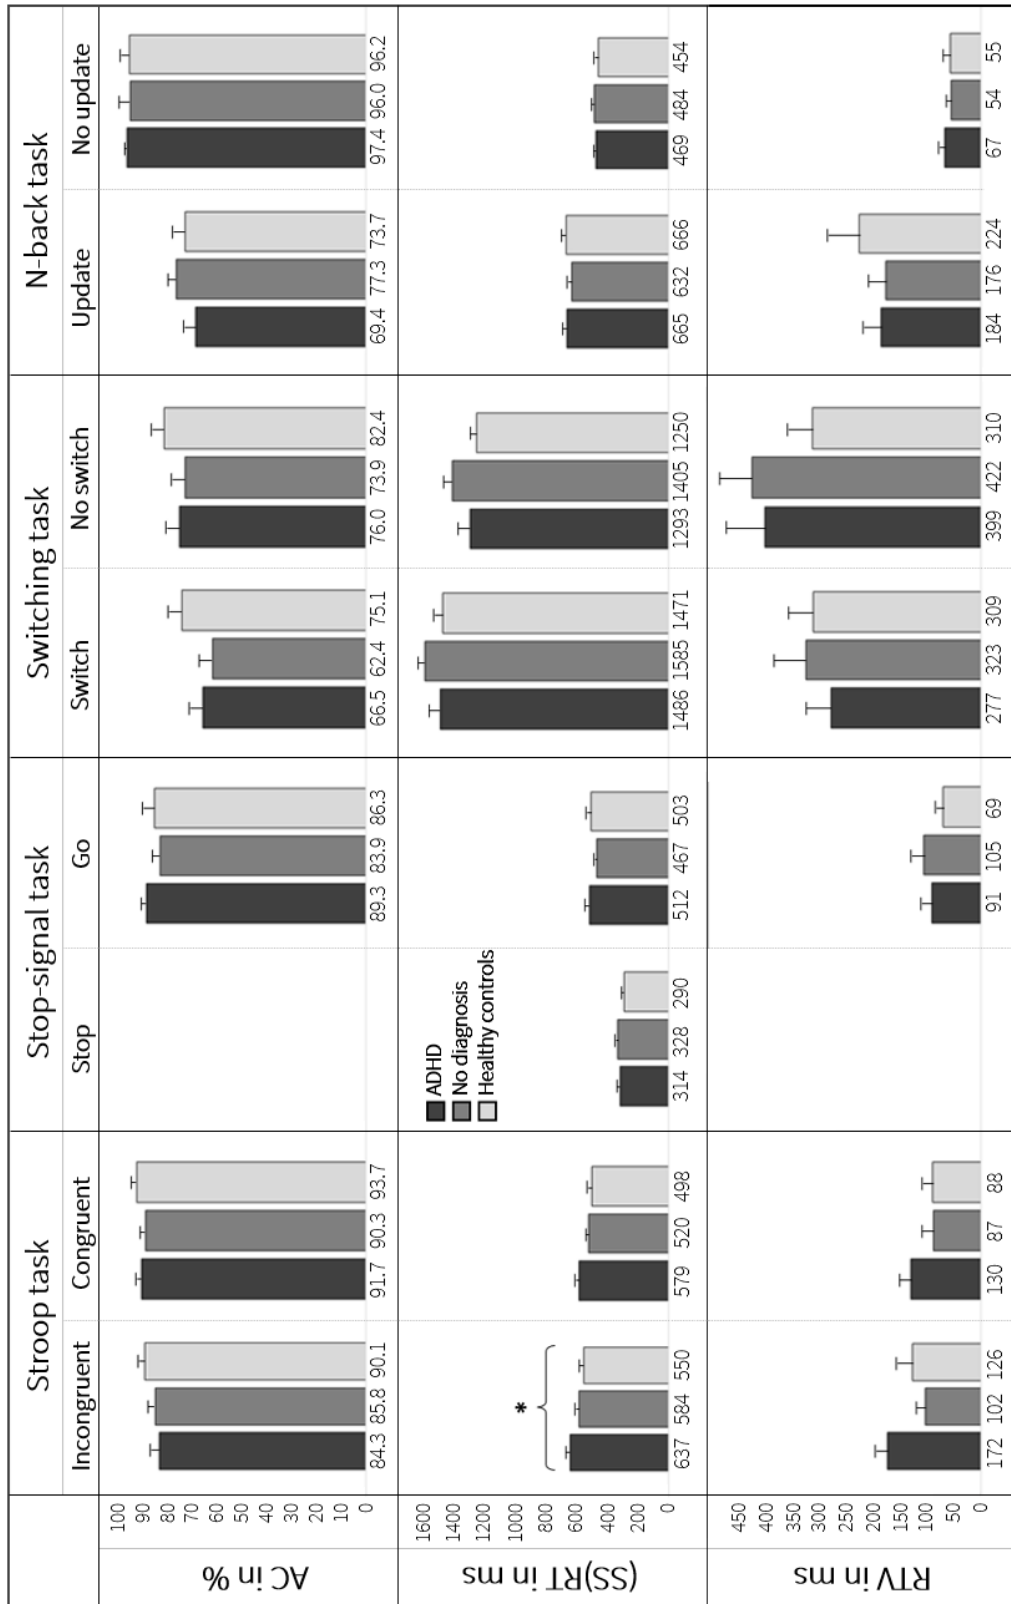 Stroop task
Stop-signal task
Switching task
N-back task
Incongruent
Congruent
Stop
Go
Switch
No switch
Update
No update
AC in %
100
90
80
70
60
50
40
30
20
10
0
84.3 85.8 90.1
91.7 90.3 93.7
89.3 83.9 86.3
66.5 62.4 75.1
76.0 73.9 82.4
69.4 77.3 73.7
97.4 96.0 96.2
(SS)RT in ms
1600
1400
1200
1000
800
600
400
200
0
*
ADHD
No diagnosis
Healthy controls
637 584 550
579 520 498
314 328 290
512 467 503
1486 1585 1471
1293 1405 1250
665 632 666
469 484 454
RTV in ms
450
400
350
300
250
200
150
100
50
0
172 102 126
130 87 88
91 105 69
277 323 309
399 422 310
184 176 224
67 54 55